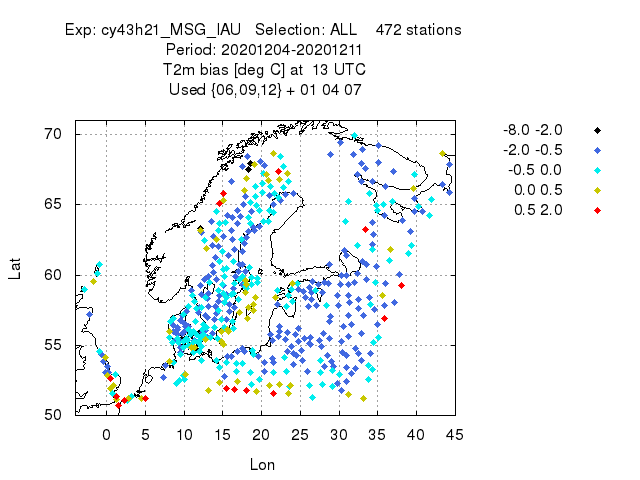 Exp: cy43h21_MSG_IAU   Selection: ALL    472 stations
Period: 20201204-20201211
T2m bias [deg C] at  13 UTC
Used {06,09,12} + 01 04 07
70
65
60
55
50
Lat
0 5 10 15 20 25 30 35 40 45
Lon
-8.0 -2.0
-2.0 -0.5
-0.5 0.0
0.0 0.5
0.5 2.0